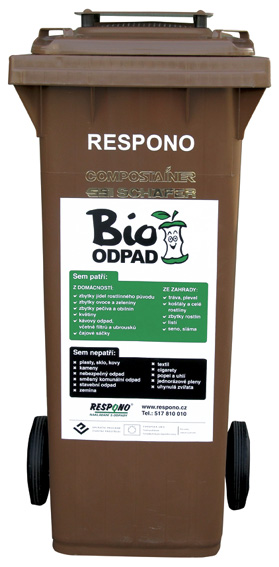 RESPONO
COMPOSTAINER
SSI SCHÄFER
Bio
ODPAD
Sem patří:
Z DOMÁCNOSTI:
• zbytky jídel rostlinného původu
• zbytky ovoce a zeleniny
• zbytky pečiva a obilnin
• květiny
• kávový odpad,
včetně filtrů a ubrousků
• čajové sáčky
ZE ZAHRADY:
• tráva, plevel
• košťály a celé
rostliny
• zbytky rostlin
• listí
• seno, sláma
Sem nepatří:
• plasty, sklo, kovy
• kameny
• nebezpečný odpad
• směsný komunální odpad
• stavební odpad
• zemina
• textil
• cigarety
• popel a uhlí
• jednorázové pleny
• uhynulá zvířata
RESPONO
www.respono.cz
Tel.: 517 810 010